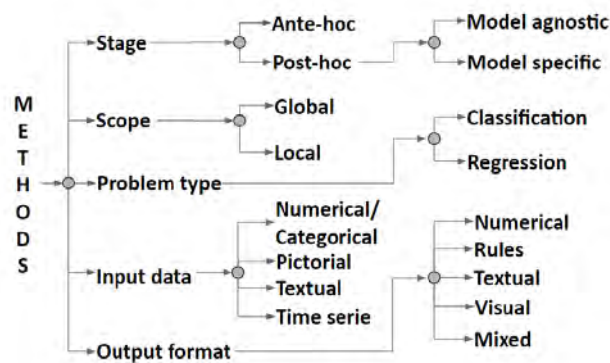 METHODS
Stage
Ante-hoc
Post-hoc
Model agnostic
Model specific
Scope
Global
Local
Problem type
Classification
Regression
Input data
Numerical/
Categorical
Pictorial
Textual
Time serie
Output format
Numerical
Rules
Textual
Visual
Mixed